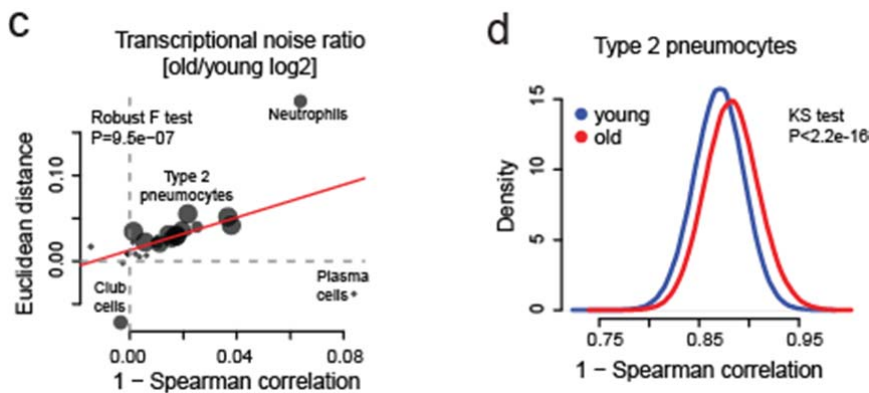 c
Transcriptional noise ratio
[old/young log2]
Robust F test
P=9.5e−07
Neutrophils
Type 2
pneumocytes
Plasma
cells
Club
cells
Euclidean distance
0.10
0.00
0.00
0.04
0.08
1 − Spearman correlation
d
Type 2 pneumocytes
young
old
KS test
P<2.2e-16
Density
15
10
5
0
0.75
0.85
0.95
1 − Spearman correlation